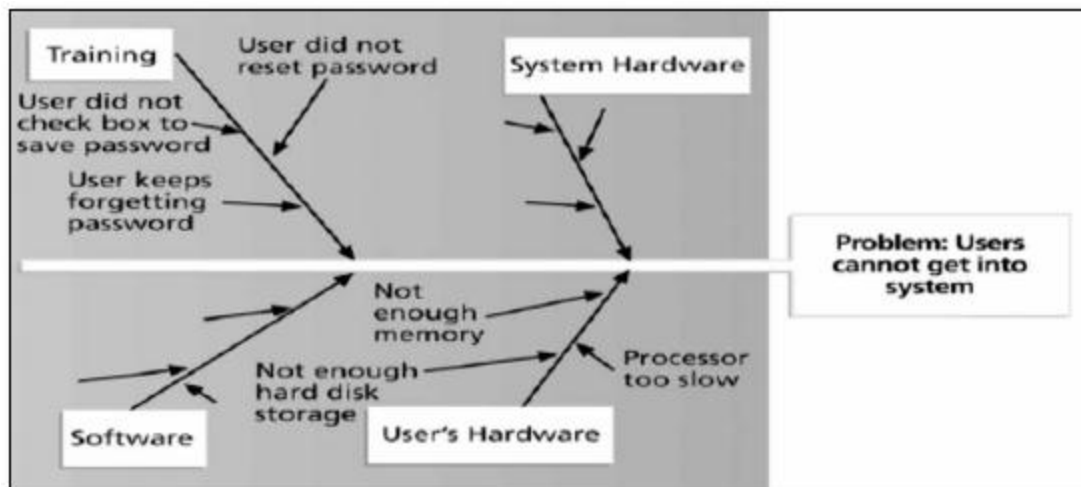 Training
User did not
reset password
System Hardware
User did not
check box to
save password
User keeps
forgetting
password
Problem: Users
cannot get into
system
Not
enough
memory
Not enough
hard disk
storage
Processor
too slow
Software
User's Hardware